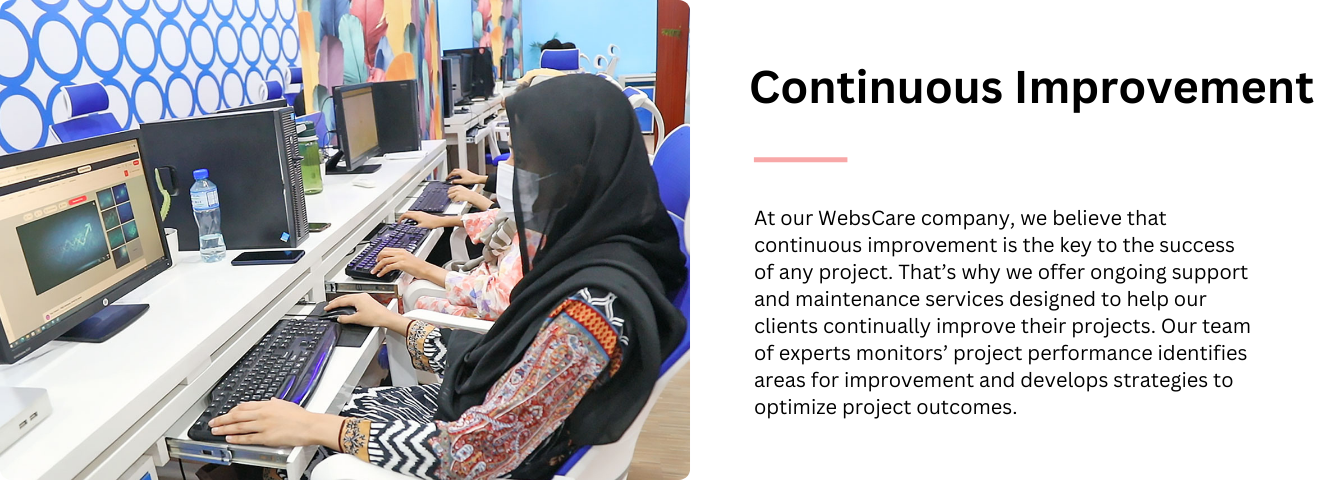 Continuous Improvement
At our WebsCare company, we believe that
continuous improvement is the key to the success
of any project. That’s why we offer ongoing support
and maintenance services designed to help our
clients continually improve their projects. Our team
of experts monitors’ project performance identifies
areas for improvement and develops strategies to
optimize project outcomes.